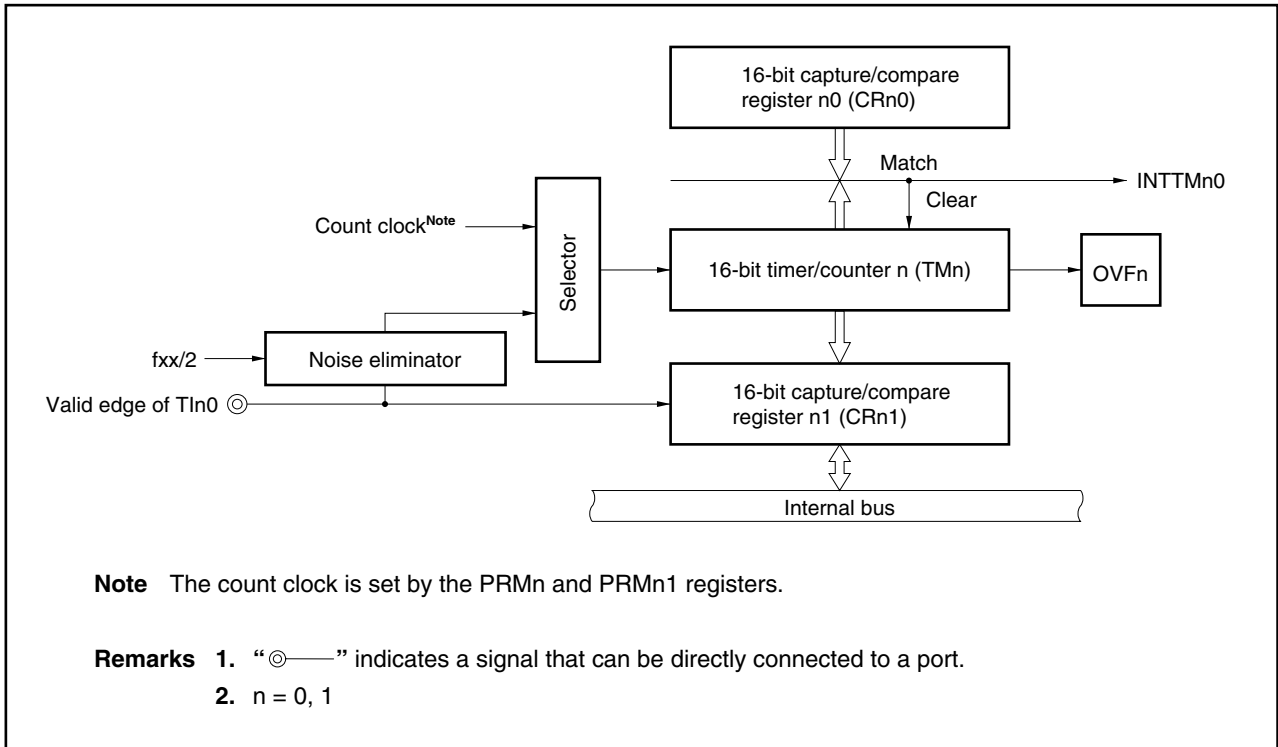 16-bit capture/compare
register n0 (CRn0)
Match
INTTMn0
Clear
Count clockNote
Selector
16-bit timer/counter n (TMn)
OVFn
fxx/2
Noise eliminator
Valid edge of TIn0
16-bit capture/compare
register n1 (CRn1)
Internal bus
Note The count clock is set by the PRMn and PRMn1 registers.
Remarks 1. “◎——” indicates a signal that can be directly connected to a port.
2. n = 0, 1